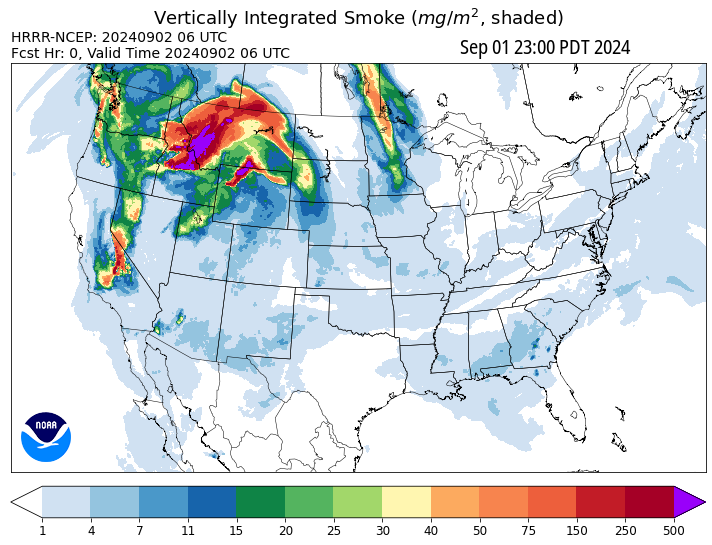 Vertically Integrated Smoke (mg/m², shaded)
HRRR-NCEP: 20240902 06 UTC
Fcst Hr: 0, Valid Time 20240902 06 UTC
Sep 01 23:00 PDT 2024
NOAA
1 4 7 11 15 20 25 30 40 50 75 150 250 500